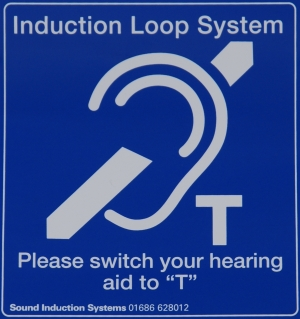 Induction Loop System
T
Please switch your hearing
aid to “T”
Sound Induction Systems 01686 628012